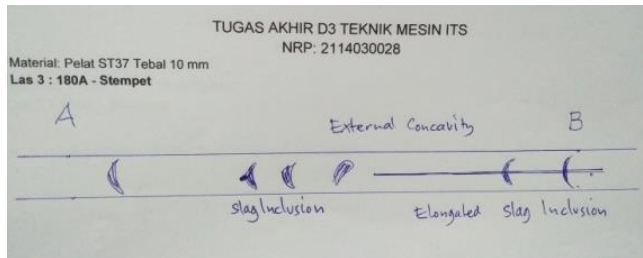 TUGAS AKHIR D3 TEKNIK MESIN ITS
NRP: 2114030028
Material: Pelat ST37 Tebal 10 mm
Las 3 : 180A - Stempet
A
External Concavity
B
Slag Inclusion
Elongated Slag Inclusion